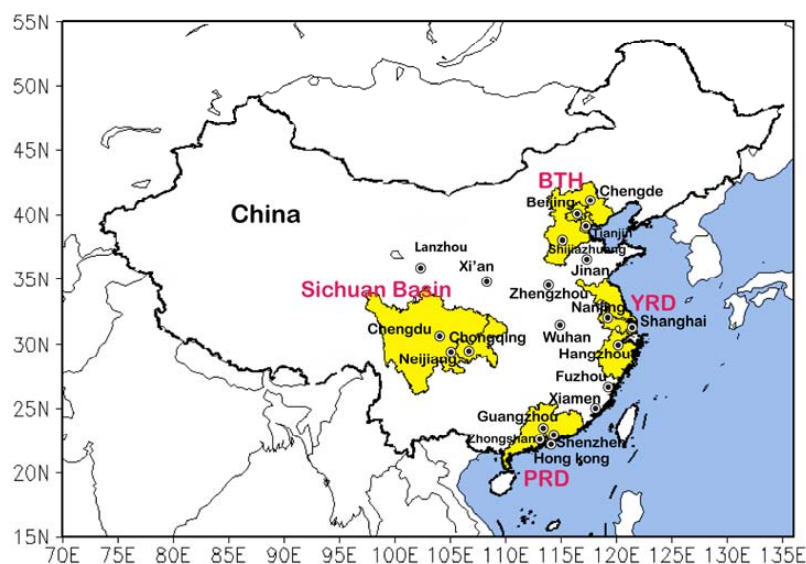 55N
50N
45N
40N
35N
30N
25N
20N
15N
70E 75E 80E 85E 90E 95E 100E 105E 110E 115E 120E 125E 130E 135E
China
BTH
Chengde
Beijing
Tianjin
Shijiazhuang
Jinan
Lanzhou
Xi'an
Sichuan Basin
Zhengzhou
Nanjing
YRD
Shanghai
Chengdu
Chongqing
Wuhan
Neijiang
Hangzhou
Fuzhou
Xiamen
Guangzhou
Zhongshan
Shenzhen
Hong kong
PRD